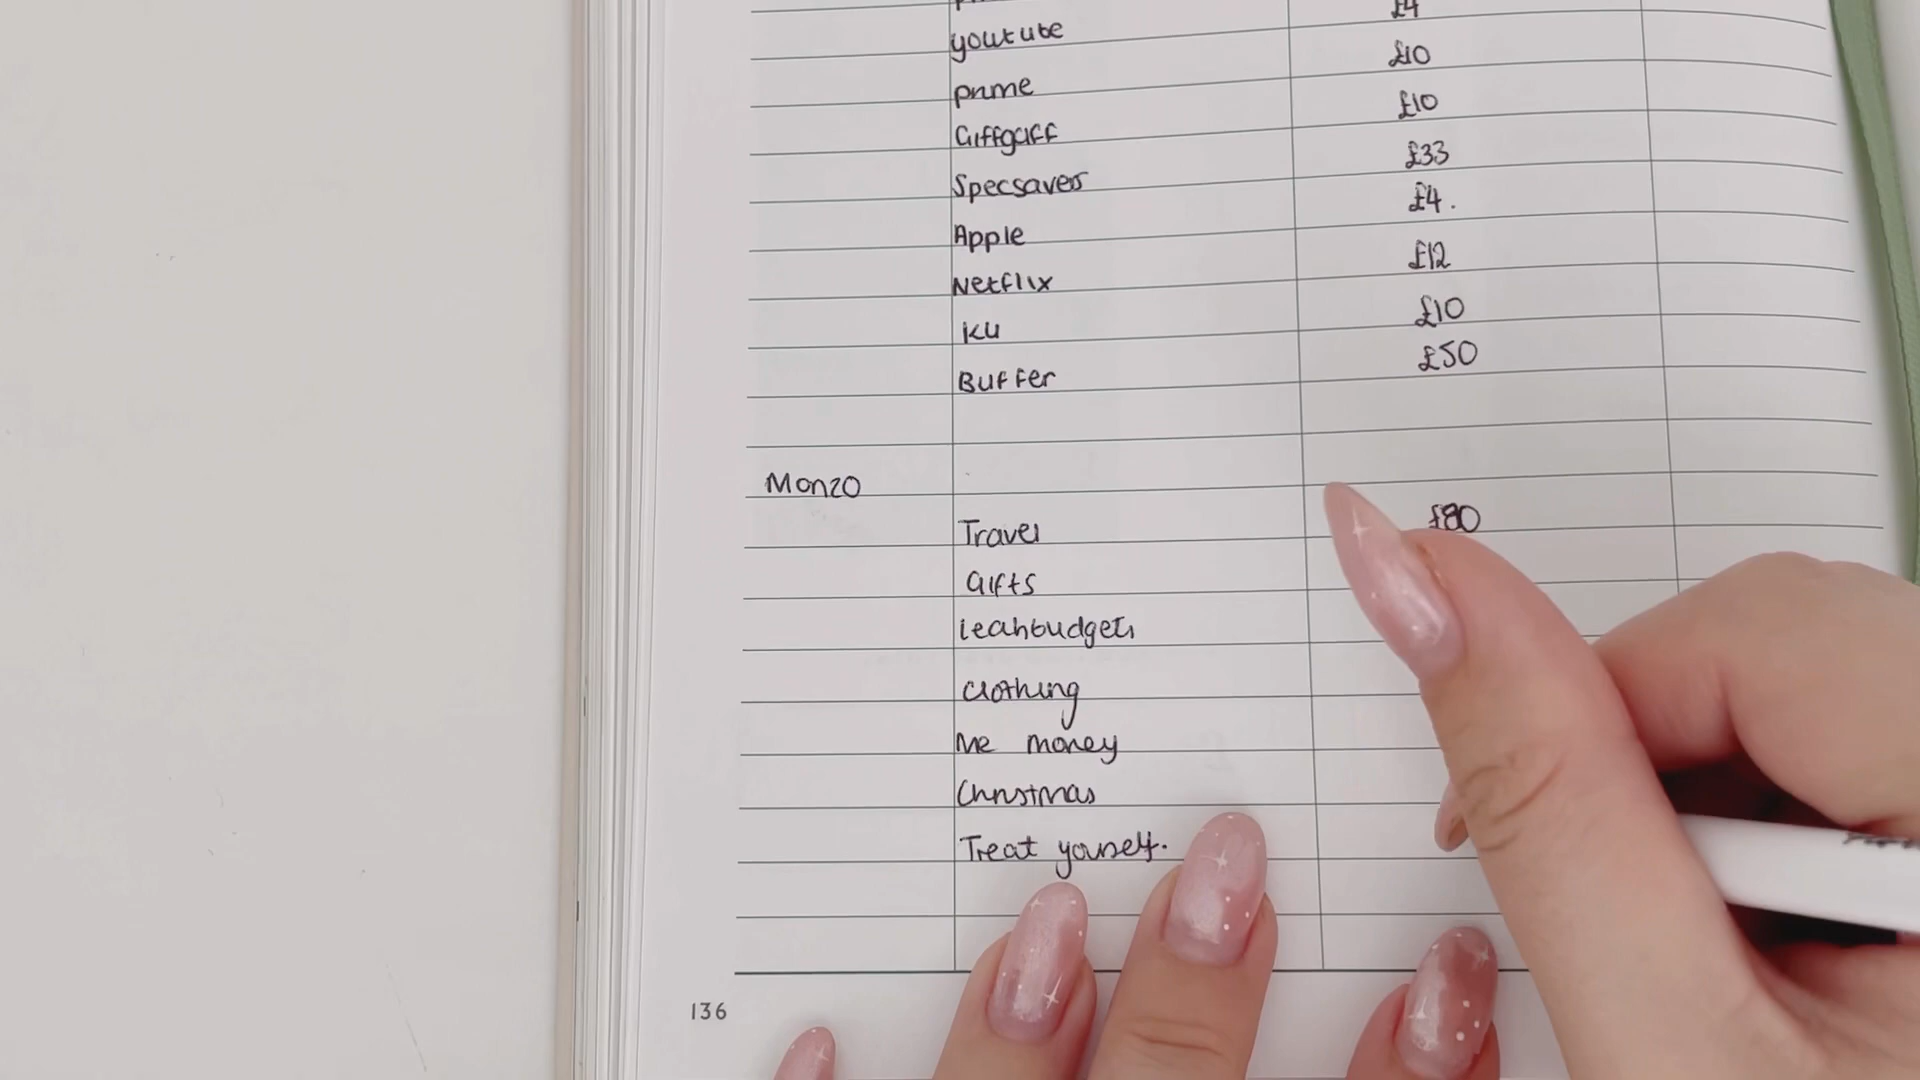 youtube £4
prime £10
Giffgaff £10
Specsavers £33
Apple £4.
Netflix £12
KU £10
Buffer £50
Monzo
Travel £80
Gifts
leahbudgets
Clothing
Me money
Christmas
Treat yourself.
136